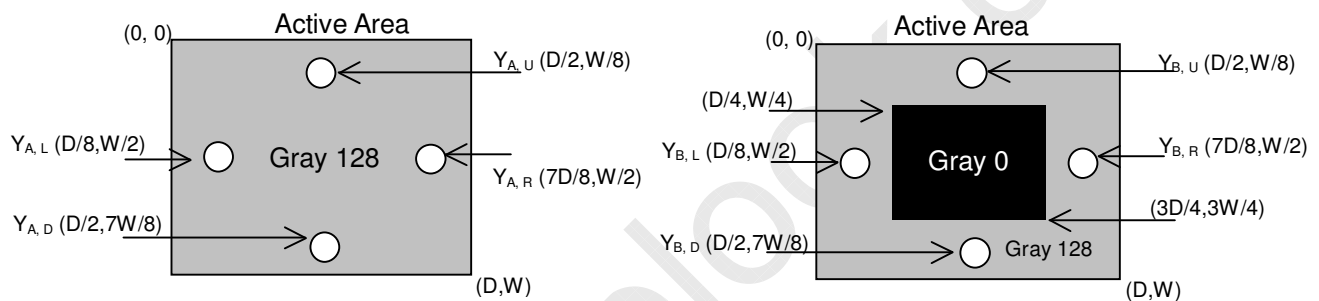 Active Area
(0, 0)
Y_A, U (D/2,W/8)
Y_A, L (D/8,W/2)
Gray 128
Y_A, R (7D/8,W/2)
Y_A, D (D/2,7W/8)
(D,W)
Active Area
(0, 0)
Y_B, U (D/2,W/8)
(D/4,W/4)
Y_B, L (D/8,W/2)
Gray 0
Y_B, R (7D/8,W/2)
(3D/4,3W/4)
Y_B, D (D/2,7W/8)
Gray 128
(D,W)